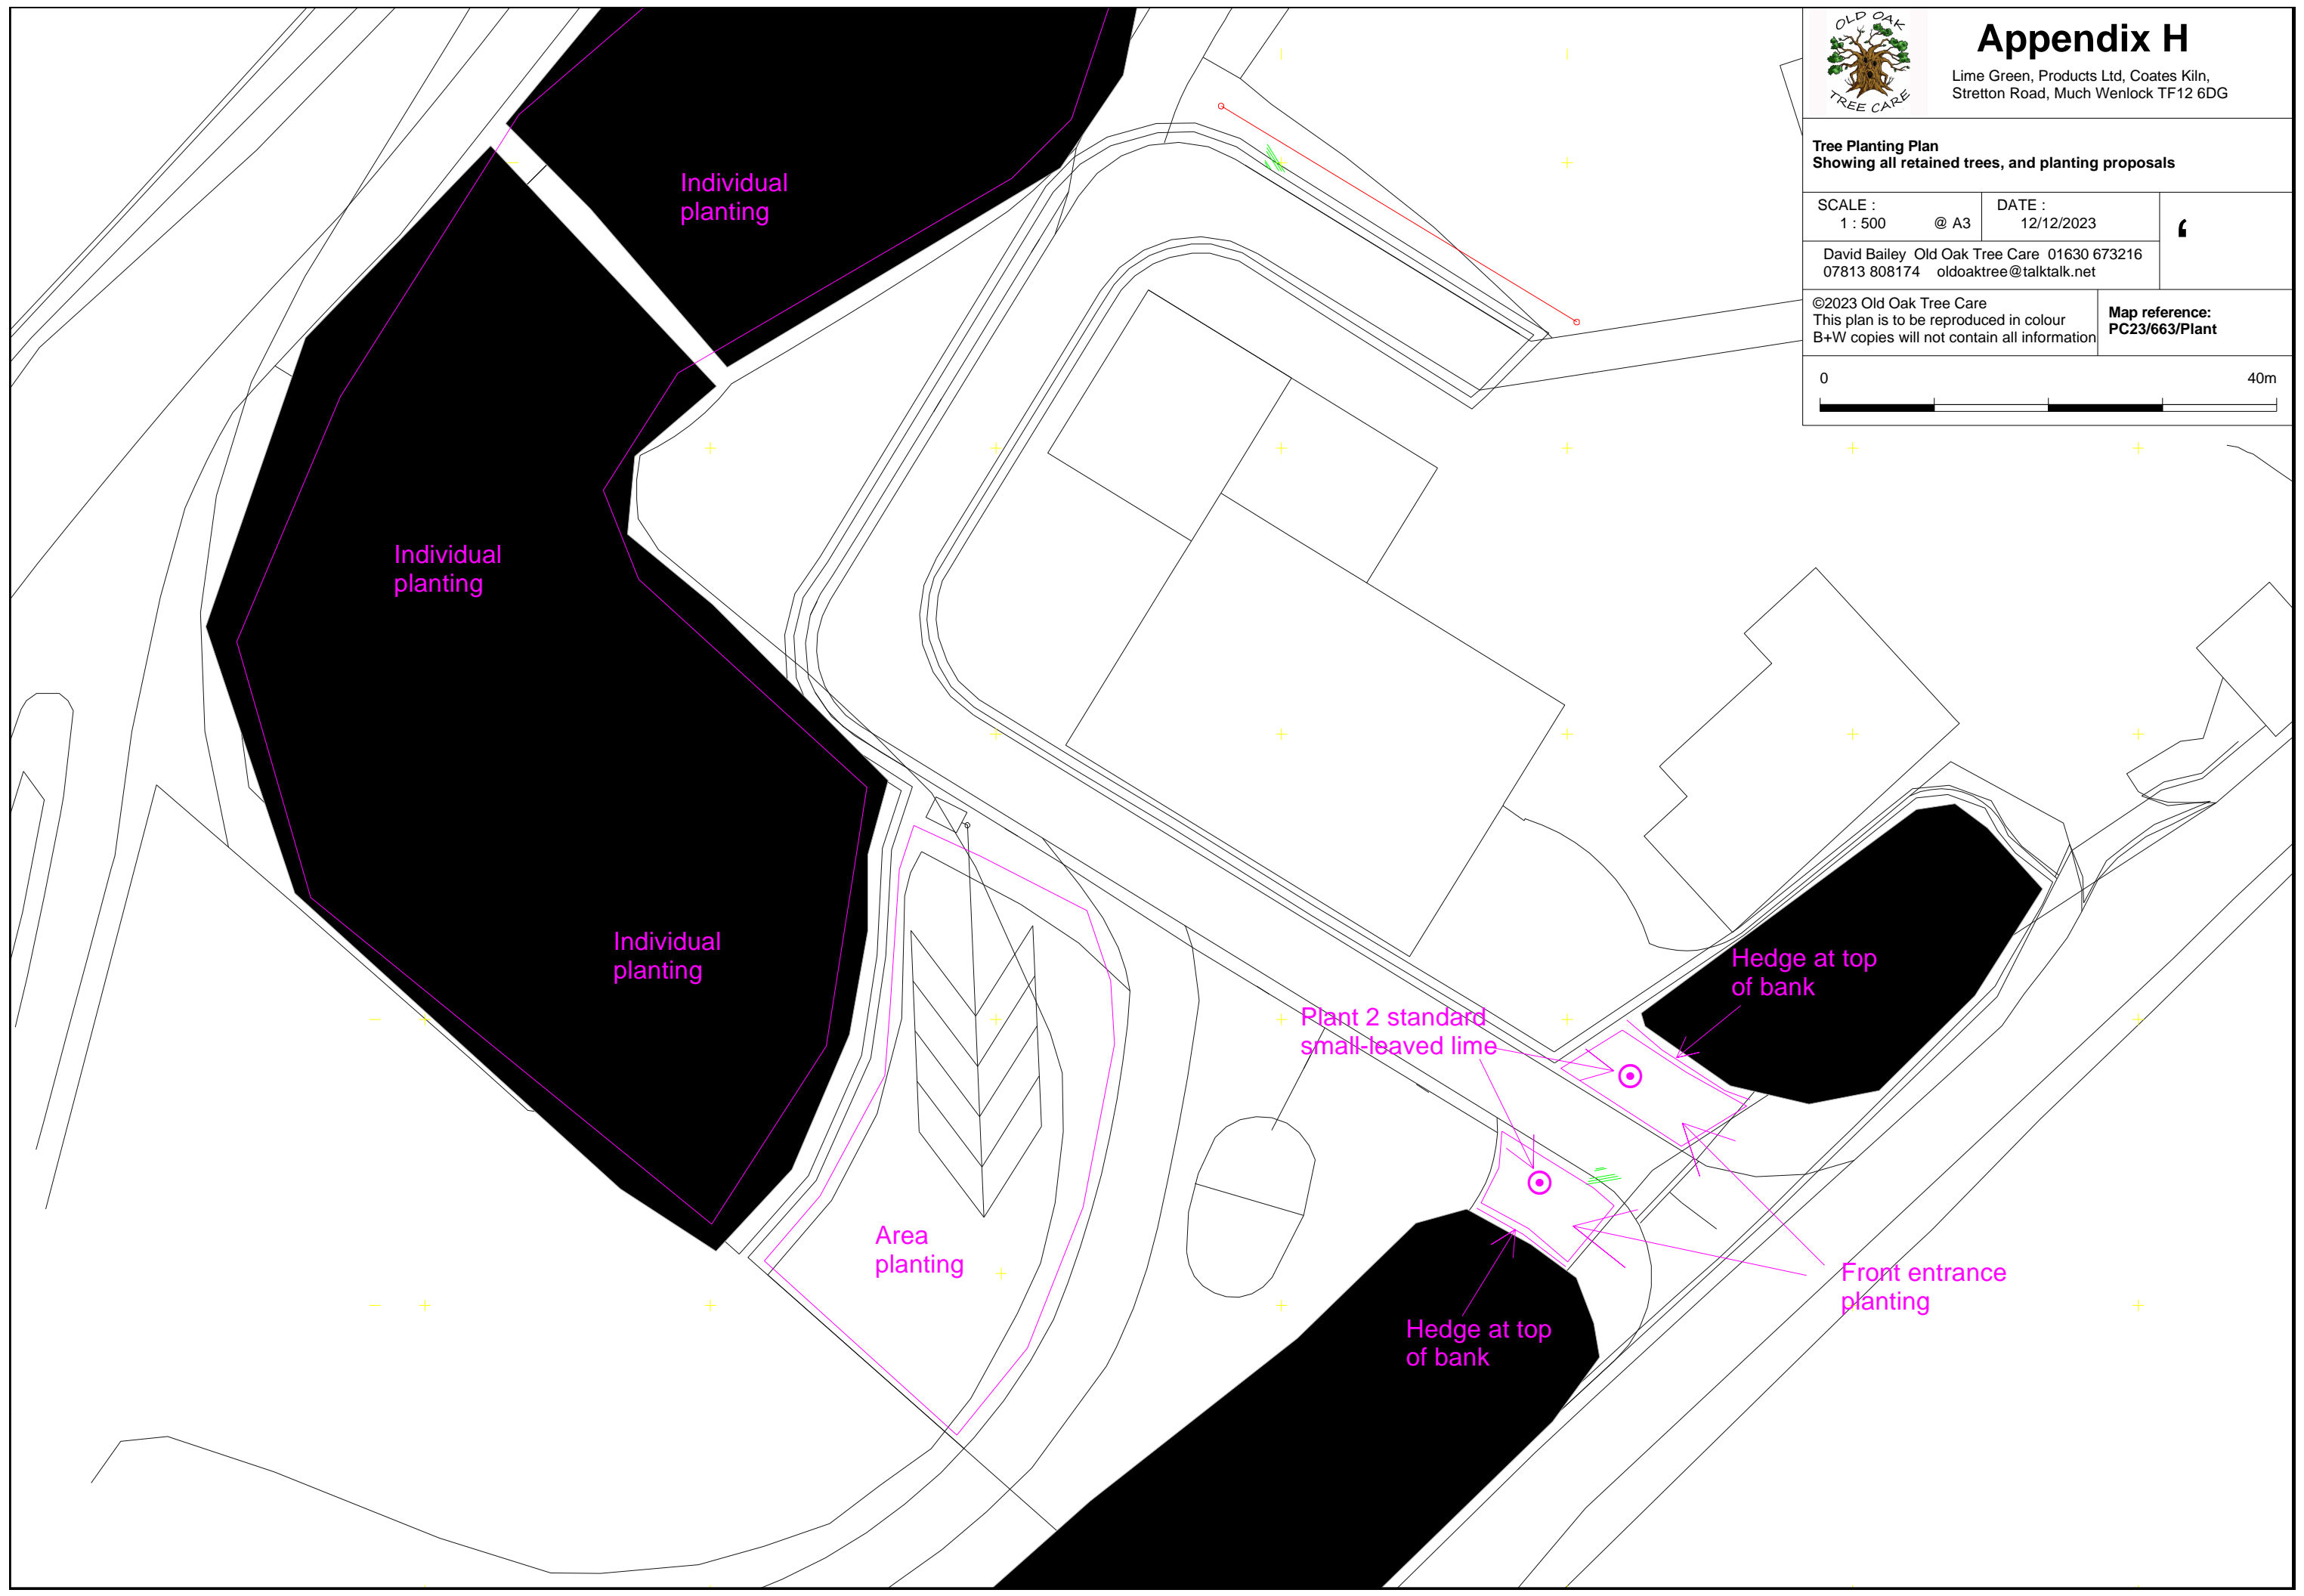 OLD OAK
TREE CARE
Appendix H
Lime Green, Products Ltd, Coates Kiln,
Stretton Road, Much Wenlock TF12 6DG
Tree Planting Plan
Showing all retained trees, and planting proposals
SCALE :
1 : 500 @ A3
DATE :
12/12/2023
David Bailey Old Oak Tree Care 01630 673216
07813 808174 oldoaktree@talktalk.net
©2023 Old Oak Tree Care
This plan is to be reproduced in colour
B+W copies will not contain all information
Map reference:
PC23/663/Plant
0 40m
Individual
planting
Individual
planting
Individual
planting
Hedge at top
of bank
Plant 2 standard
small-leaved lime
Area
planting
Front entrance
planting
Hedge at top
of bank